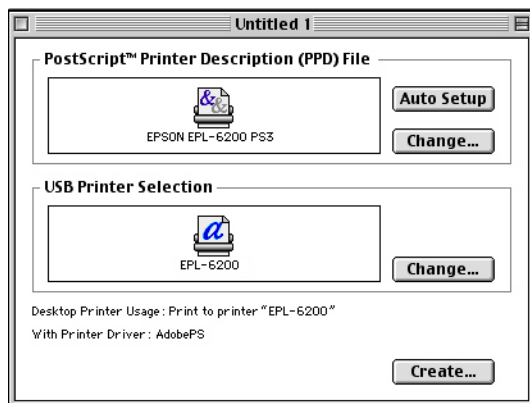 Untitled 1
PostScript™ Printer Description (PPD) File
EPSON EPL-6200 PS3
Auto Setup
Change...
USB Printer Selection
EPL-6200
Change...
Desktop Printer Usage : Print to printer “EPL-6200”
With Printer Driver : AdobePS
Create...